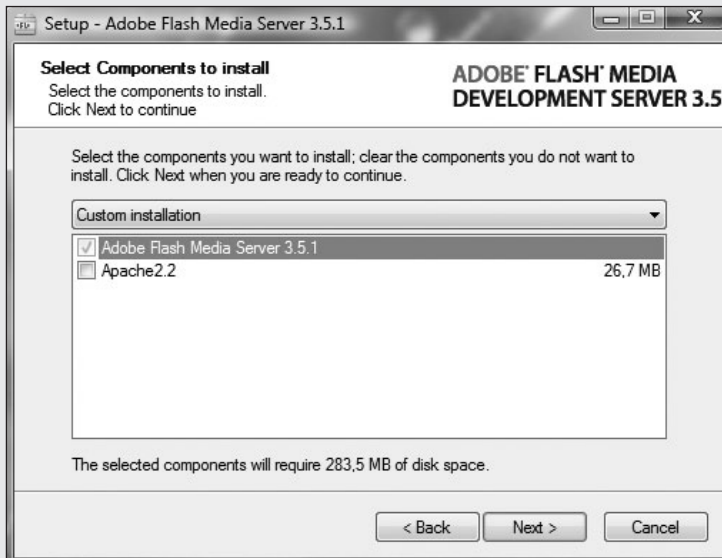 Setup - Adobe Flash Media Server 3.5.1
Select Components to install
Select the components to install.
Click Next to continue
ADOBE® FLASH® MEDIA
DEVELOPMENT SERVER 3.5
Select the components you want to install; clear the components you do not want to
install. Click Next when you are ready to continue.
Custom installation
Adobe Flash Media Server 3.5.1
Apache2.2 26,7 MB
The selected components will require 283,5 MB of disk space.
< Back Next > Cancel